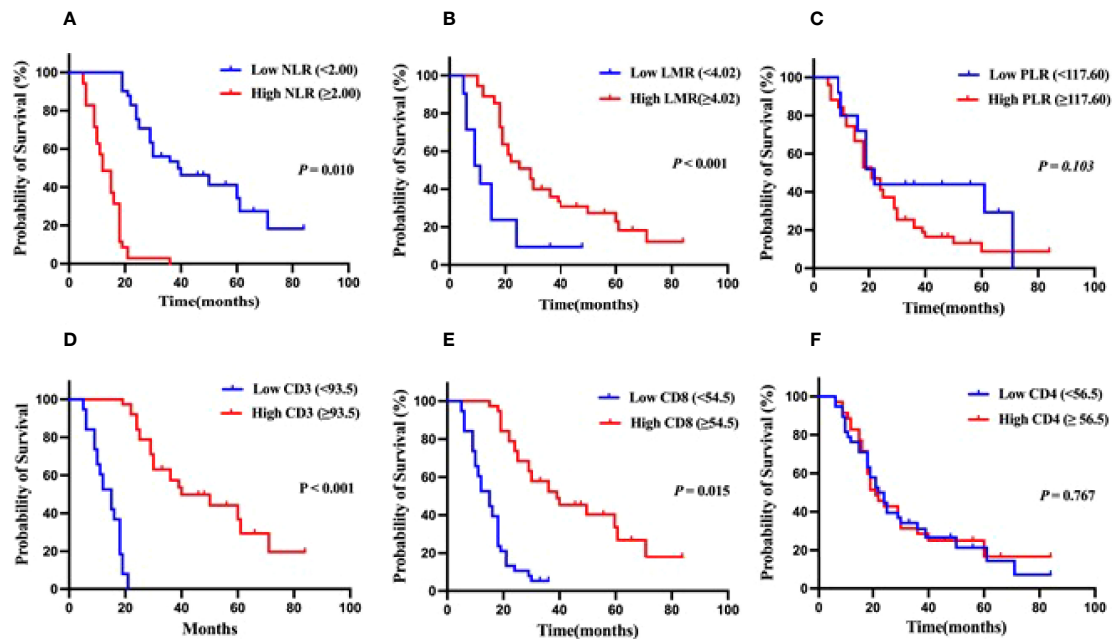 A
Probability of Survival (%)
100
80
60
40
20
0
Low NLR (<2.00)
High NLR (≥2.00)
P = 0.010
0 20 40 60 80 100
Time(months)
B
Probability of Survival (%)
100
80
60
40
20
0
Low LMR (<4.02)
High LMR(≥4.02)
P < 0.001
0 20 40 60 80 100
Time(months)
C
Probability of Survival (%)
100
80
60
40
20
0
Low PLR (<117.60)
High PLR (≥117.60)
P = 0.103
0 20 40 60 80 100
Time(months)
D
Probability of Survival
100
80
60
40
20
0
Low CD3 (<93.5)
High CD3 (≥93.5)
P < 0.001
0 20 40 60 80 100
Months
E
Probability of Survival (%)
100
80
60
40
20
0
Low CD8 (<54.5)
High CD8 (≥54.5)
P = 0.015
0 20 40 60 80 100
Time(months)
F
Probability of Survival (%)
100
80
60
40
20
0
Low CD4 (<56.5)
High CD4 (≥ 56.5)
P = 0.767
0 20 40 60 80 100
Time(months)